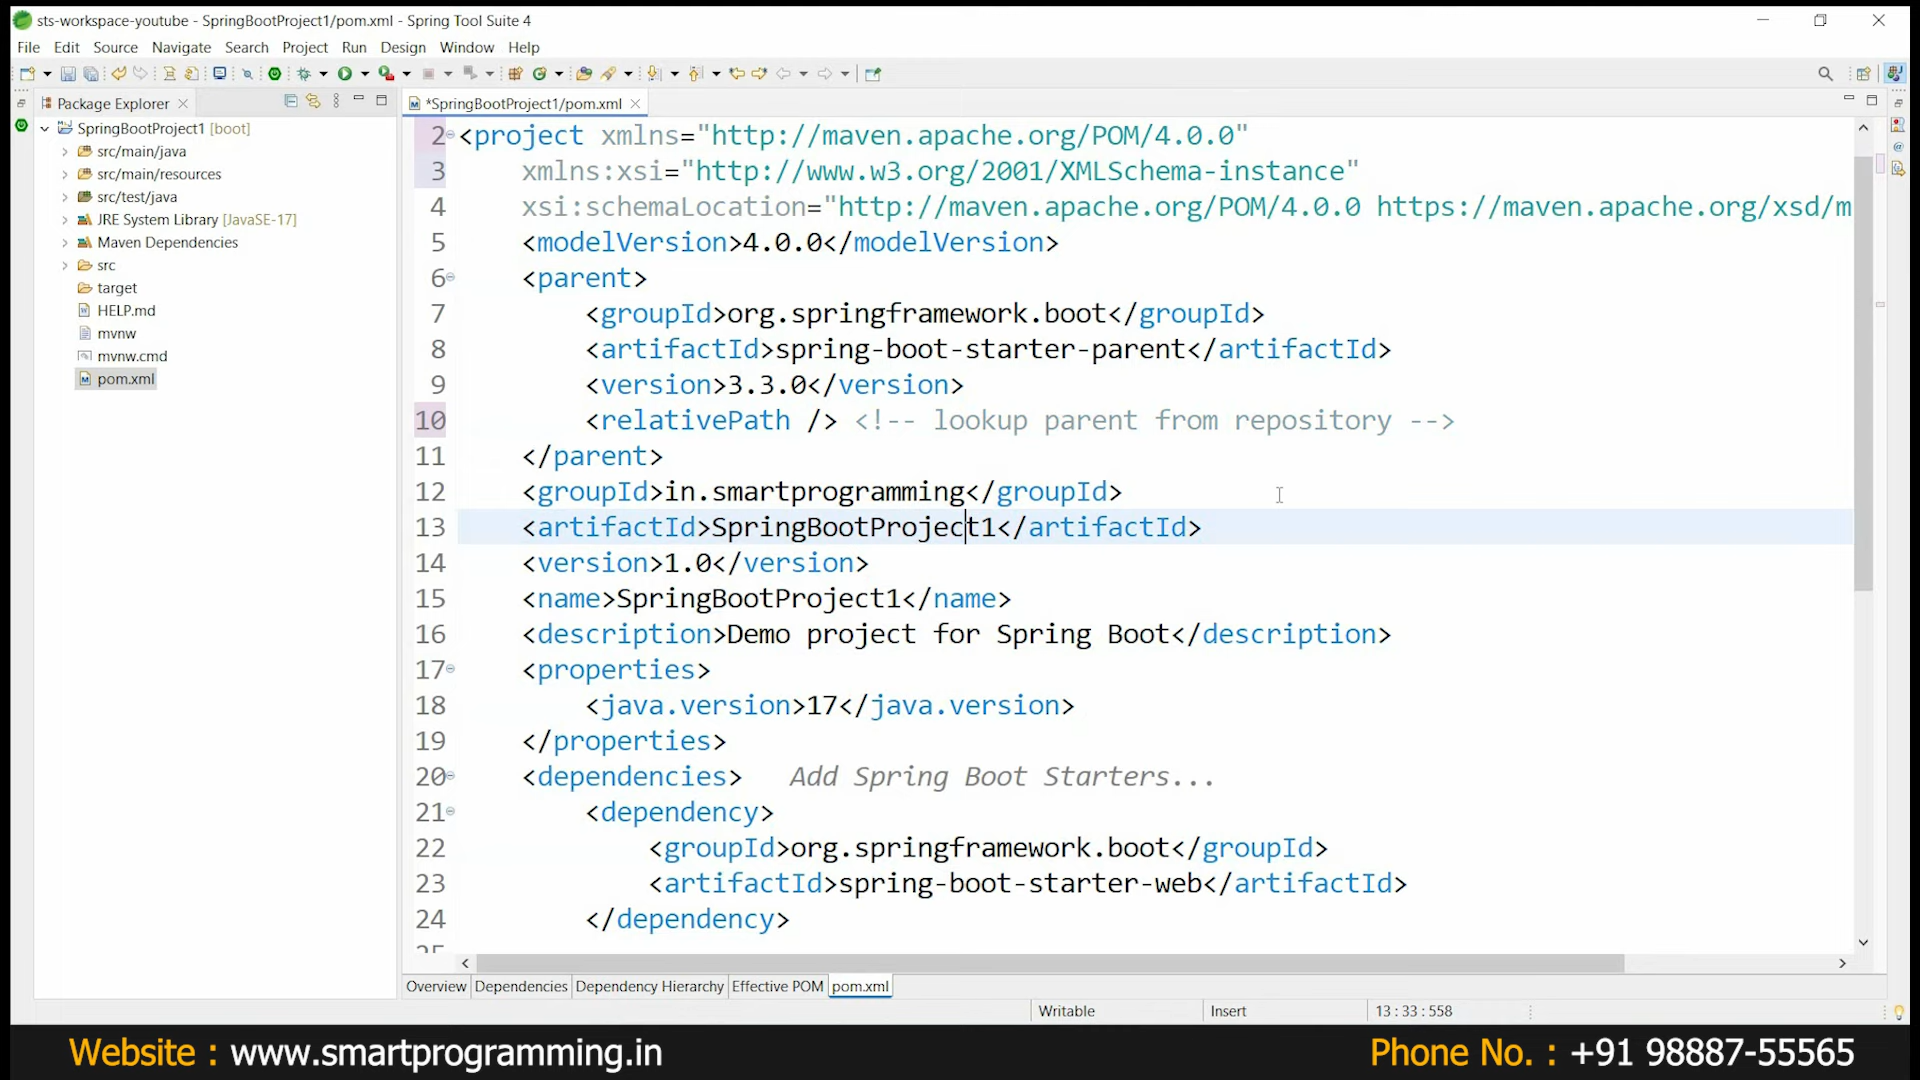 sts-workspace-youtube - SpringBootProject1/pom.xml - Spring Tool Suite 4
File Edit Source Navigate Search Project Run Design Window Help
Package Explorer
*SpringBootProject1/pom.xml
SpringBootProject1 [boot]
src/main/java
src/main/resources
src/test/java
JRE System Library [JavaSE-17]
Maven Dependencies
src
target
HELP.md
mvnw
mvnw.cmd
pom.xml
2 <project xmlns="http://maven.apache.org/POM/4.0.0"
3 xmlns:xsi="http://www.w3.org/2001/XMLSchema-instance"
4 xsi:schemaLocation="http://maven.apache.org/POM/4.0.0 https://maven.apache.org/xsd/m
5 <modelVersion>4.0.0</modelVersion>
6 <parent>
7 <groupId>org.springframework.boot</groupId>
8 <artifactId>spring-boot-starter-parent</artifactId>
9 <version>3.3.0</version>
10 <relativePath /> <!-- lookup parent from repository -->
11 </parent>
12 <groupId>in.smartprogramming</groupId>
13 <artifactId>SpringBootProject1</artifactId>
14 <version>1.0</version>
15 <name>SpringBootProject1</name>
16 <description>Demo project for Spring Boot</description>
17 <properties>
18 <java.version>17</java.version>
19 </properties>
20 <dependencies> Add Spring Boot Starters...
21 <dependency>
22 <groupId>org.springframework.boot</groupId>
23 <artifactId>spring-boot-starter-web</artifactId>
24 </dependency>
Overview Dependencies Dependency Hierarchy Effective POM pom.xml
Writable Insert 13 : 33 : 558
Website : www.smartprogramming.in Phone No. : +91 98887-55565